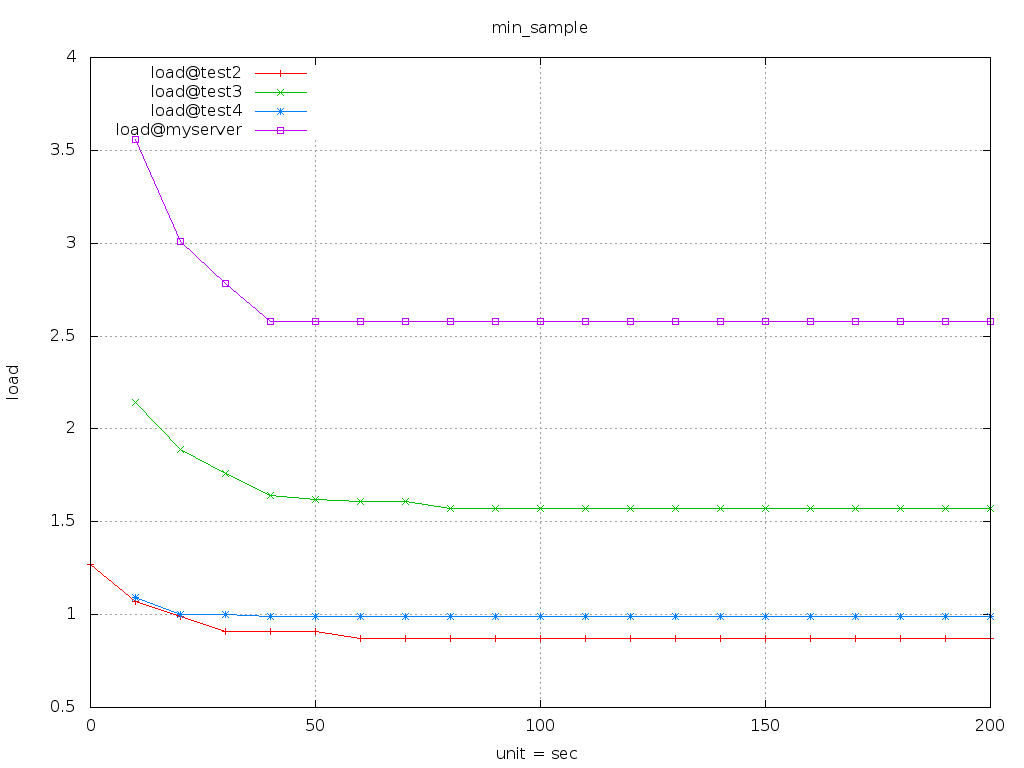 min_sample
4
load@test2
load@test3
load@test4
load@myserver
3.5
3
2.5
load
2
1.5
1
0.5
0 50 100 150 200
unit = sec